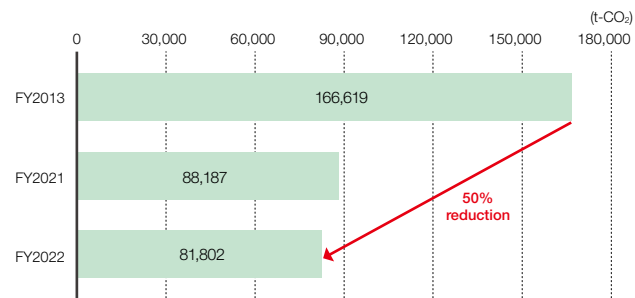 (t-CO₂)
0 30,000 60,000 90,000 120,000 150,000 180,000
FY2013 166,619
FY2021 88,187
50%
reduction
FY2022 81,802